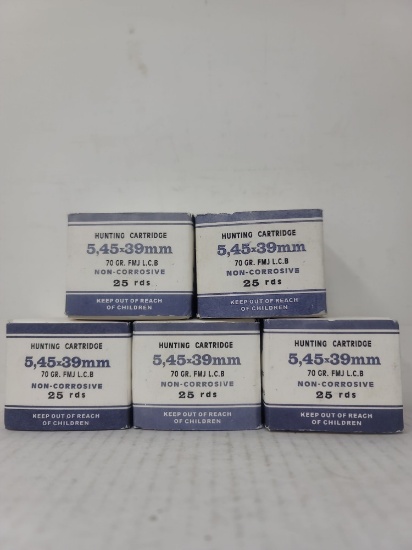 HUNTING CARTRIDGE
5,45x39mm
70 GR. FMJ L.C.B
NON-CORROSIVE
25 rds
KEEP OUT OF REACH
OF CHILDREN
HUNTING CARTRIDGE
5,45x39mm
70 GR. FMJ L.C.B
NON-CORROSIVE
25 rds
KEEP OUT OF REACH
OF CHILDREN
HUNTING CARTRIDGE
5,45x39mm
70 GR. FMJ L.C.B
NON-CORROSIVE
25 rds
KEEP OUT OF REACH
OF CHILDREN
HUNTING CARTRIDGE
5,45x39mm
70 GR. FMJ L.C.B
NON-CORROSIVE
25 rds
KEEP OUT OF REACH
OF CHILDREN
HUNTING CARTRIDGE
5,45x39mm
70 GR. FMJ L.C.B
NON-CORROSIVE
25 rds
KEEP OUT OF REACH
OF CHILDREN